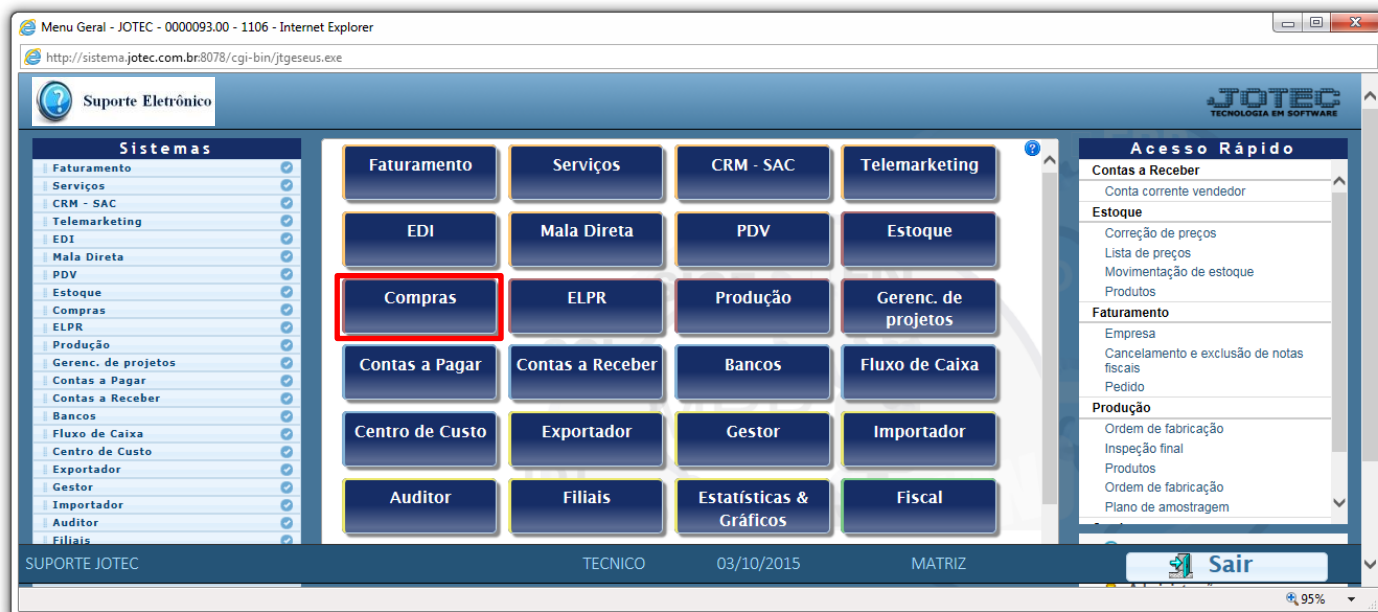 Menu Geral - JOTEC - 0000093.00 - 1106 - Internet Explorer
http://sistema.jotec.com.br:8078/cgi-bin/jtgeseus.exe
Suporte Eletrônico
JOTEC
TECNOLOGIA EM SOFTWARE
Sistemas
Faturamento
Serviços
CRM - SAC
Telemarketing
EDI
Mala Direta
PDV
Estoque
Compras
ELPR
Produção
Gerenc. de projetos
Contas a Pagar
Contas a Receber
Bancos
Fluxo de Caixa
Centro de Custo
Exportador
Gestor
Importador
Auditor
Filiais
Faturamento
Serviços
CRM - SAC
Telemarketing
EDI
Mala Direta
PDV
Estoque
Compras
ELPR
Produção
Gerenc. de
projetos
Contas a Pagar
Contas a Receber
Bancos
Fluxo de Caixa
Centro de Custo
Exportador
Gestor
Importador
Auditor
Filiais
Estatísticas &
Gráficos
Fiscal
Acesso Rápido
Contas a Receber
Conta corrente vendedor
Estoque
Correção de preços
Lista de preços
Movimentação de estoque
Produtos
Faturamento
Empresa
Cancelamento e exclusão de notas
fiscais
Pedido
Produção
Ordem de fabricação
Inspeção final
Produtos
Ordem de fabricação
Plano de amostragem
SUPORTE JOTEC
TECNICO
03/10/2015
MATRIZ
Sair
95%